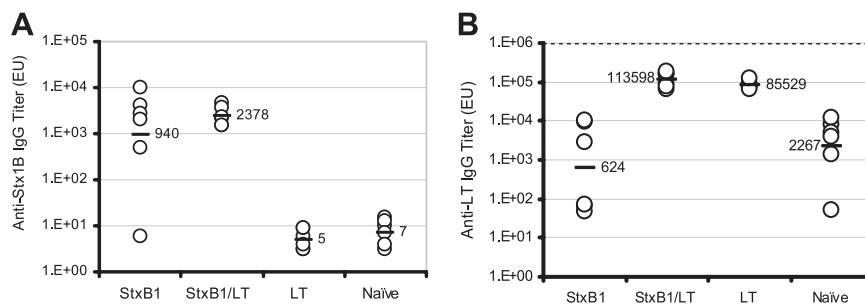 A
Anti-Stx1B IgG Titer (EU)
1.E+05
1.E+04
1.E+03
1.E+02
1.E+01
1.E+00
940
2378
5
7
StxB1
StxB1/LT
LT
Naïve
B
Anti-LT IgG Titer (EU)
1.E+06
1.E+05
1.E+04
1.E+03
1.E+02
1.E+01
1.E+00
624
113598
85529
2267
StxB1
StxB1/LT
LT
Naïve